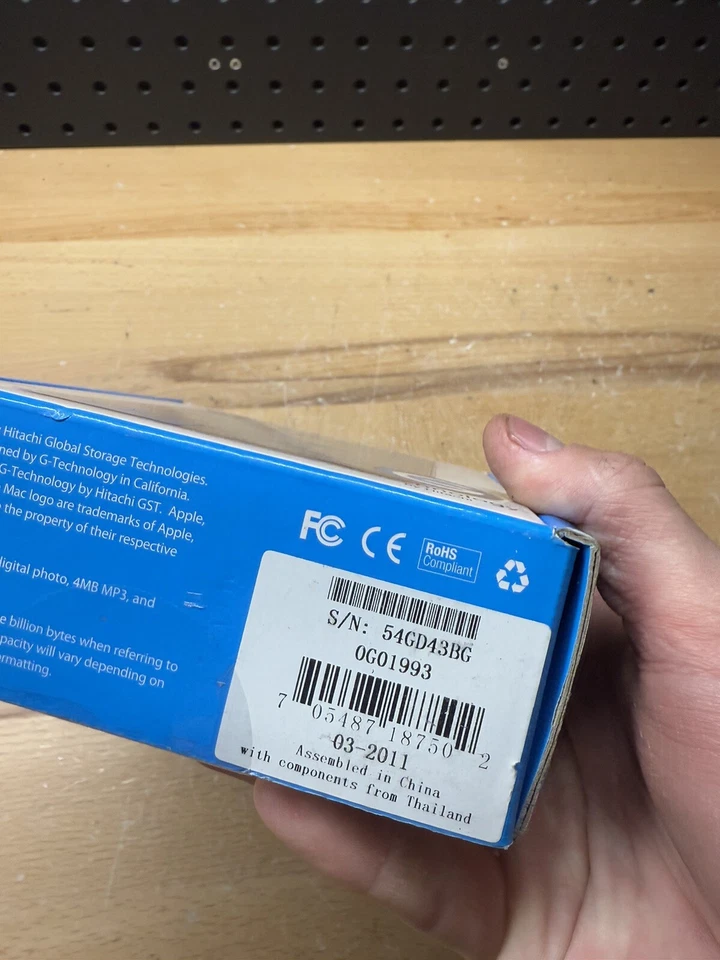 Hitachi Global Storage Technologies.
ned by G-Technology in California.
G-Technology by Hitachi GST. Apple,
Mac logo are trademarks of Apple,
the property of their respective
digital photo, 4MB MP3, and
e billion bytes when referring to
pacity will vary depending on
ormatting.
FC CE RoHS
Compliant
S/N: 54GD43BG
0G01993
7 05487 18750 2
03-2011
Assembled in China
with components from Thailand